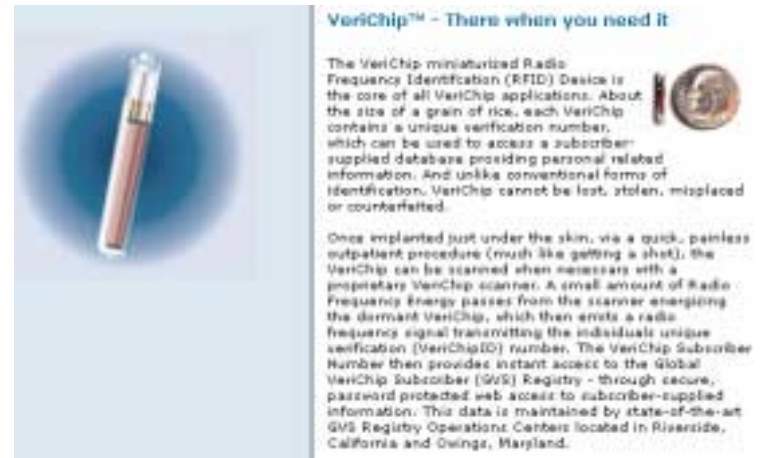 VeriChip™ - There when you need it
The VeriChip miniaturized Radio
Frequency Identification (RFID) Device is
the core of all VeriChip applications. About
the size of a grain of rice, each VeriChip
contains a unique verification number,
which can be used to access a subscriber-
supplied database providing personal related
information. And unlike conventional forms of
identification, VeriChip cannot be lost, stolen, misplaced
or counterfeited.
Once implanted just under the skin, via a quick, painless
outpatient procedure (much like getting a shot), the
VeriChip can be scanned when necessary with a
proprietary VeriChip scanner. A small amount of Radio
Frequency Energy passes from the scanner energizing
the dormant VeriChip, which then emits a radio
frequency signal transmitting the individuals unique
verification (VeriChipID) number. The VeriChip Subscriber
Number then provides instant access to the Global
VeriChip Subscriber (GVS) Registry - through secure,
password protected web access to subscriber-supplied
information. This data is maintained by state-of-the-art
GVS Registry Operations Centers located in Riverside,
California and Owings, Maryland.